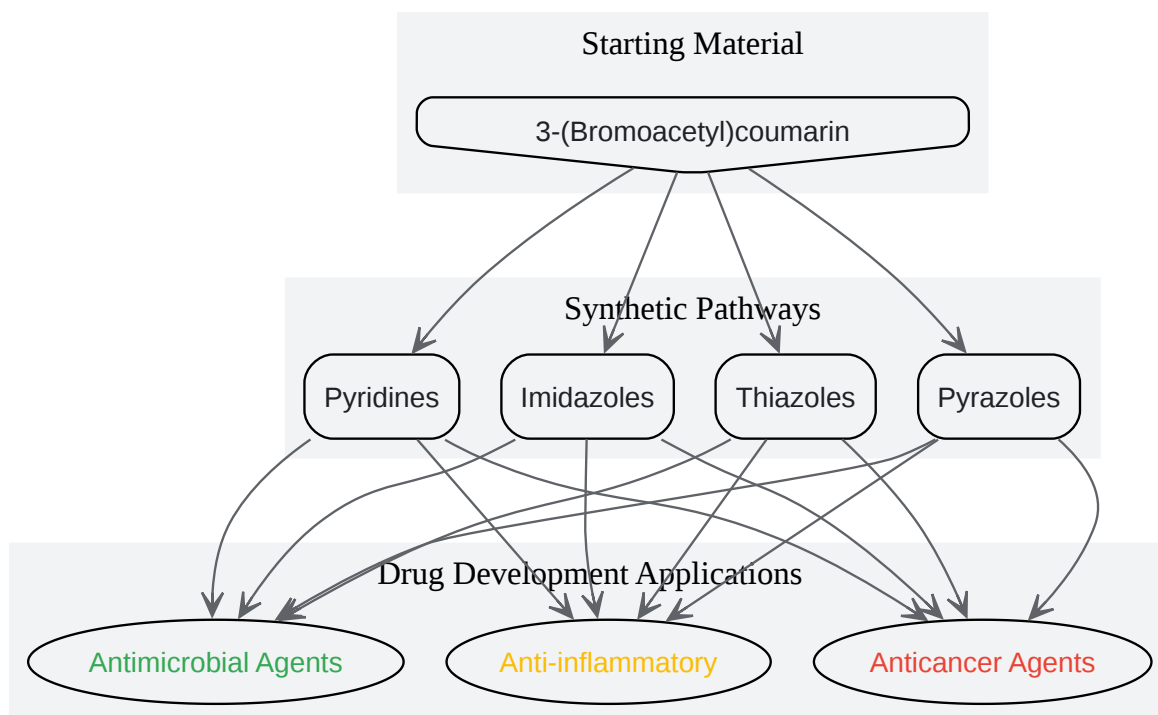 Starting Material
3-(Bromoacetyl)coumarin
Synthetic Pathways
Pyridines
Imidazoles
Thiazoles
Pyrazoles
Drug Development Applications
Antimicrobial Agents
Anti-inflammatory
Anticancer Agents